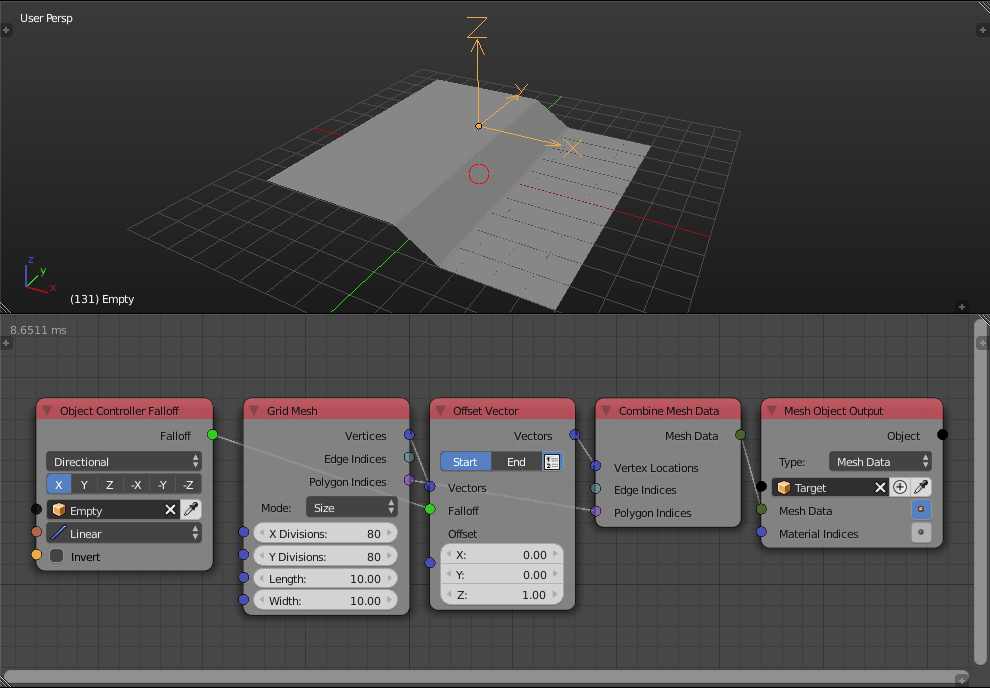 User Persp
Z
Y
X
z
y
x
(131) Empty
8.6511 ms
Object Controller Falloff
Falloff
Directional
X Y Z -X -Y -Z
Empty
Linear
Invert
Grid Mesh
Vertices
Edge Indices
Polygon Indices
Mode: Size
X Divisions: 80
Y Divisions: 80
Length: 10.00
Width: 10.00
Offset Vector
Vectors
Start End
Vectors
Falloff
Offset
X: 0.00
Y: 0.00
Z: 1.00
Combine Mesh Data
Mesh Data
Vertex Locations
Edge Indices
Polygon Indices
Mesh Object Output
Object
Type: Mesh Data
Target
Mesh Data
Material Indices